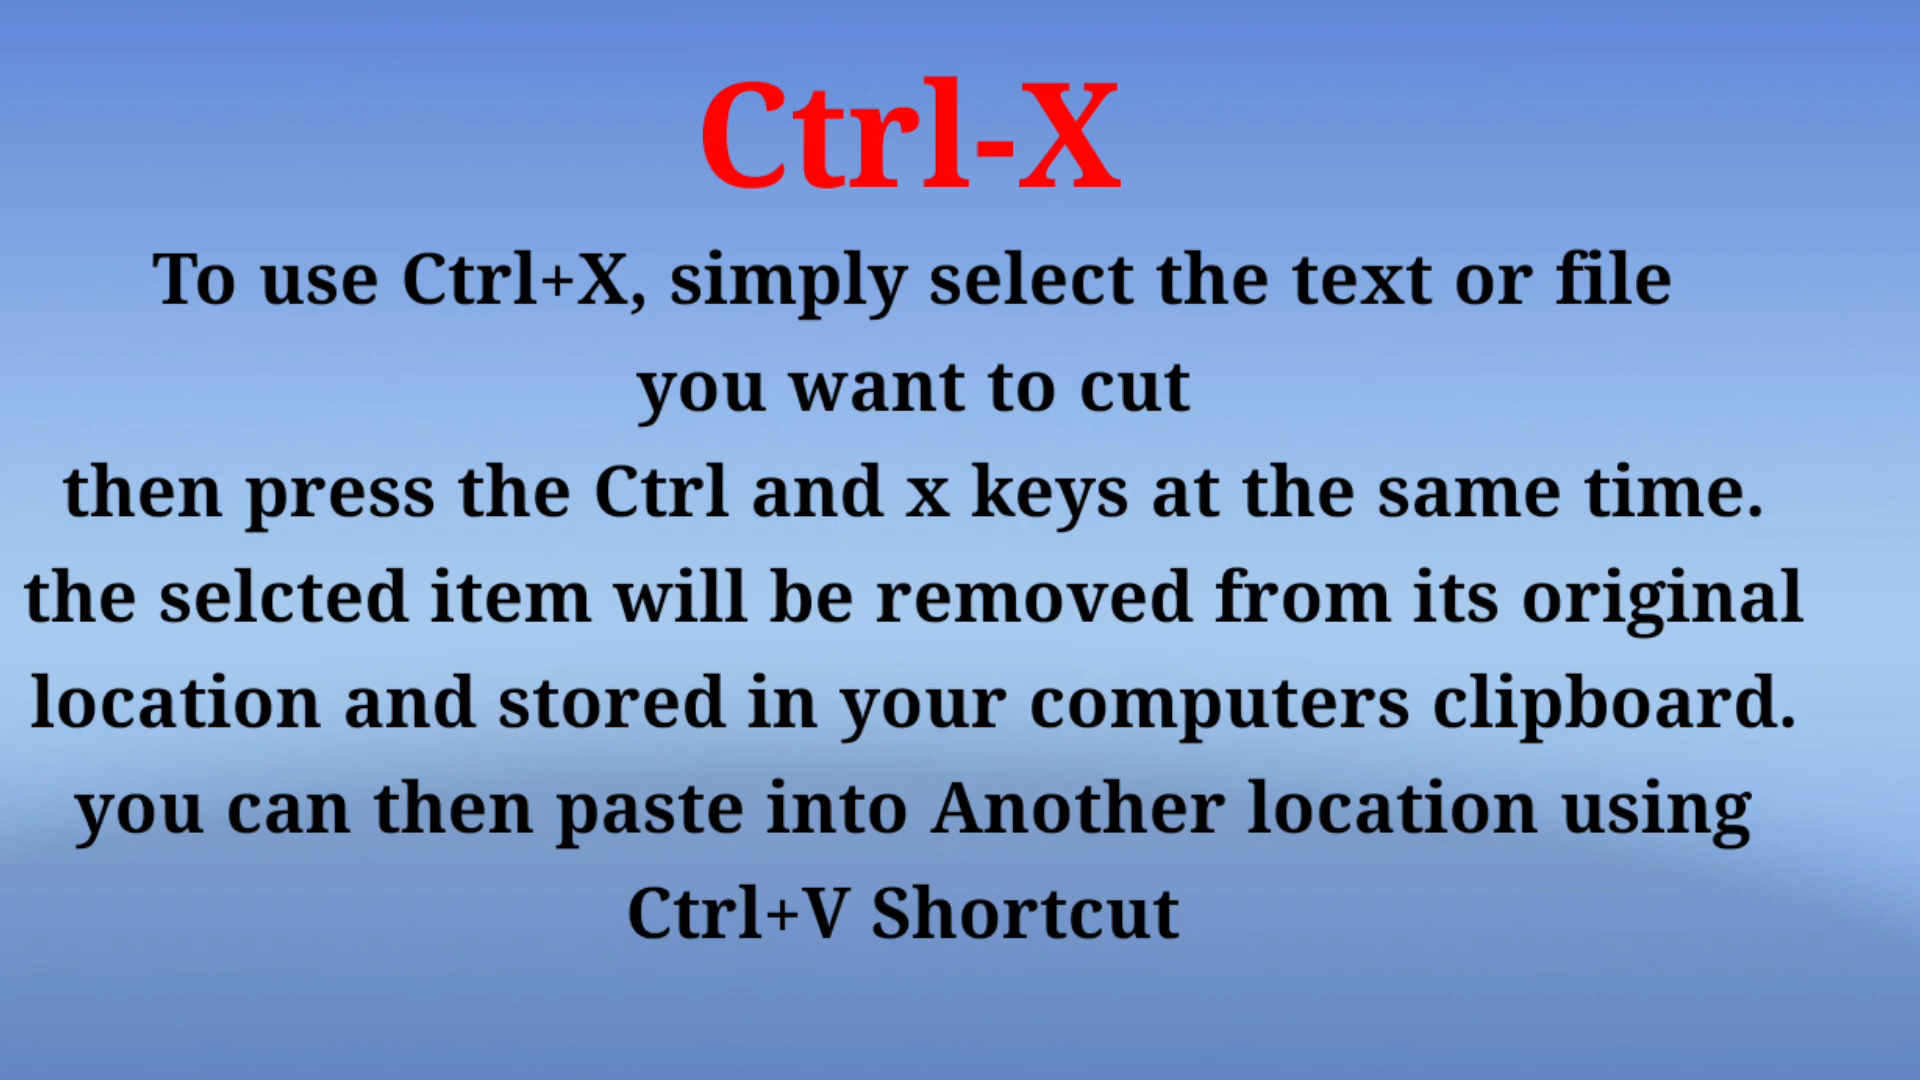 Ctrl-X
To use Ctrl+X, simply select the text or file
you want to cut
then press the Ctrl and x keys at the same time.
the selcted item will be removed from its original
location and stored in your computers clipboard.
you can then paste into Another location using
Ctrl+V Shortcut